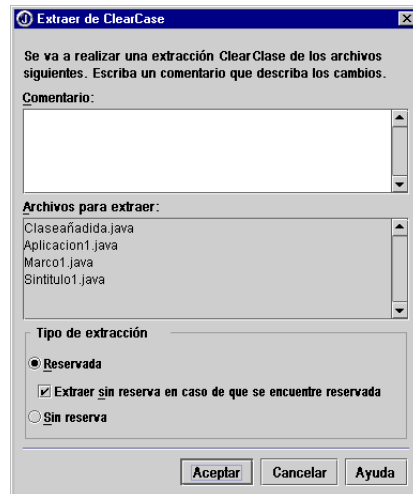 Extraer de ClearCase
Se va a realizar una extracción ClearClase de los archivos
siguientes. Escriba un comentario que describa los cambios.
Comentario:
Archivos para extraer:
Claseañadida.java
Aplicacion1.java
Marco1.java
Sintitulo1.java
Tipo de extracción
Reservada
Extraer sin reserva en caso de que se encuentre reservada
Sin reserva
Aceptar Cancelar Ayuda